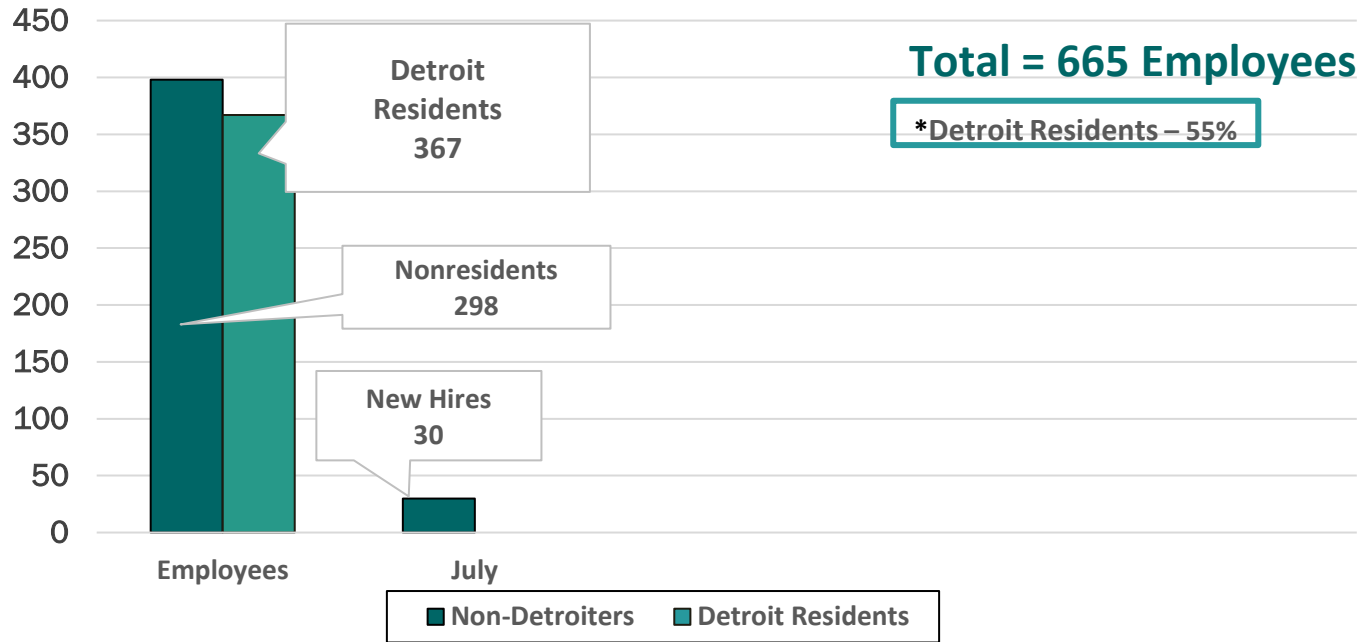 Total = 665 Employees
*Detroit Residents – 55%
450
400
350
300
250
200
150
100
50
0
Detroit
Residents
367
Nonresidents
298
New Hires
30
Employees
July
Non-Detroiters
Detroit Residents